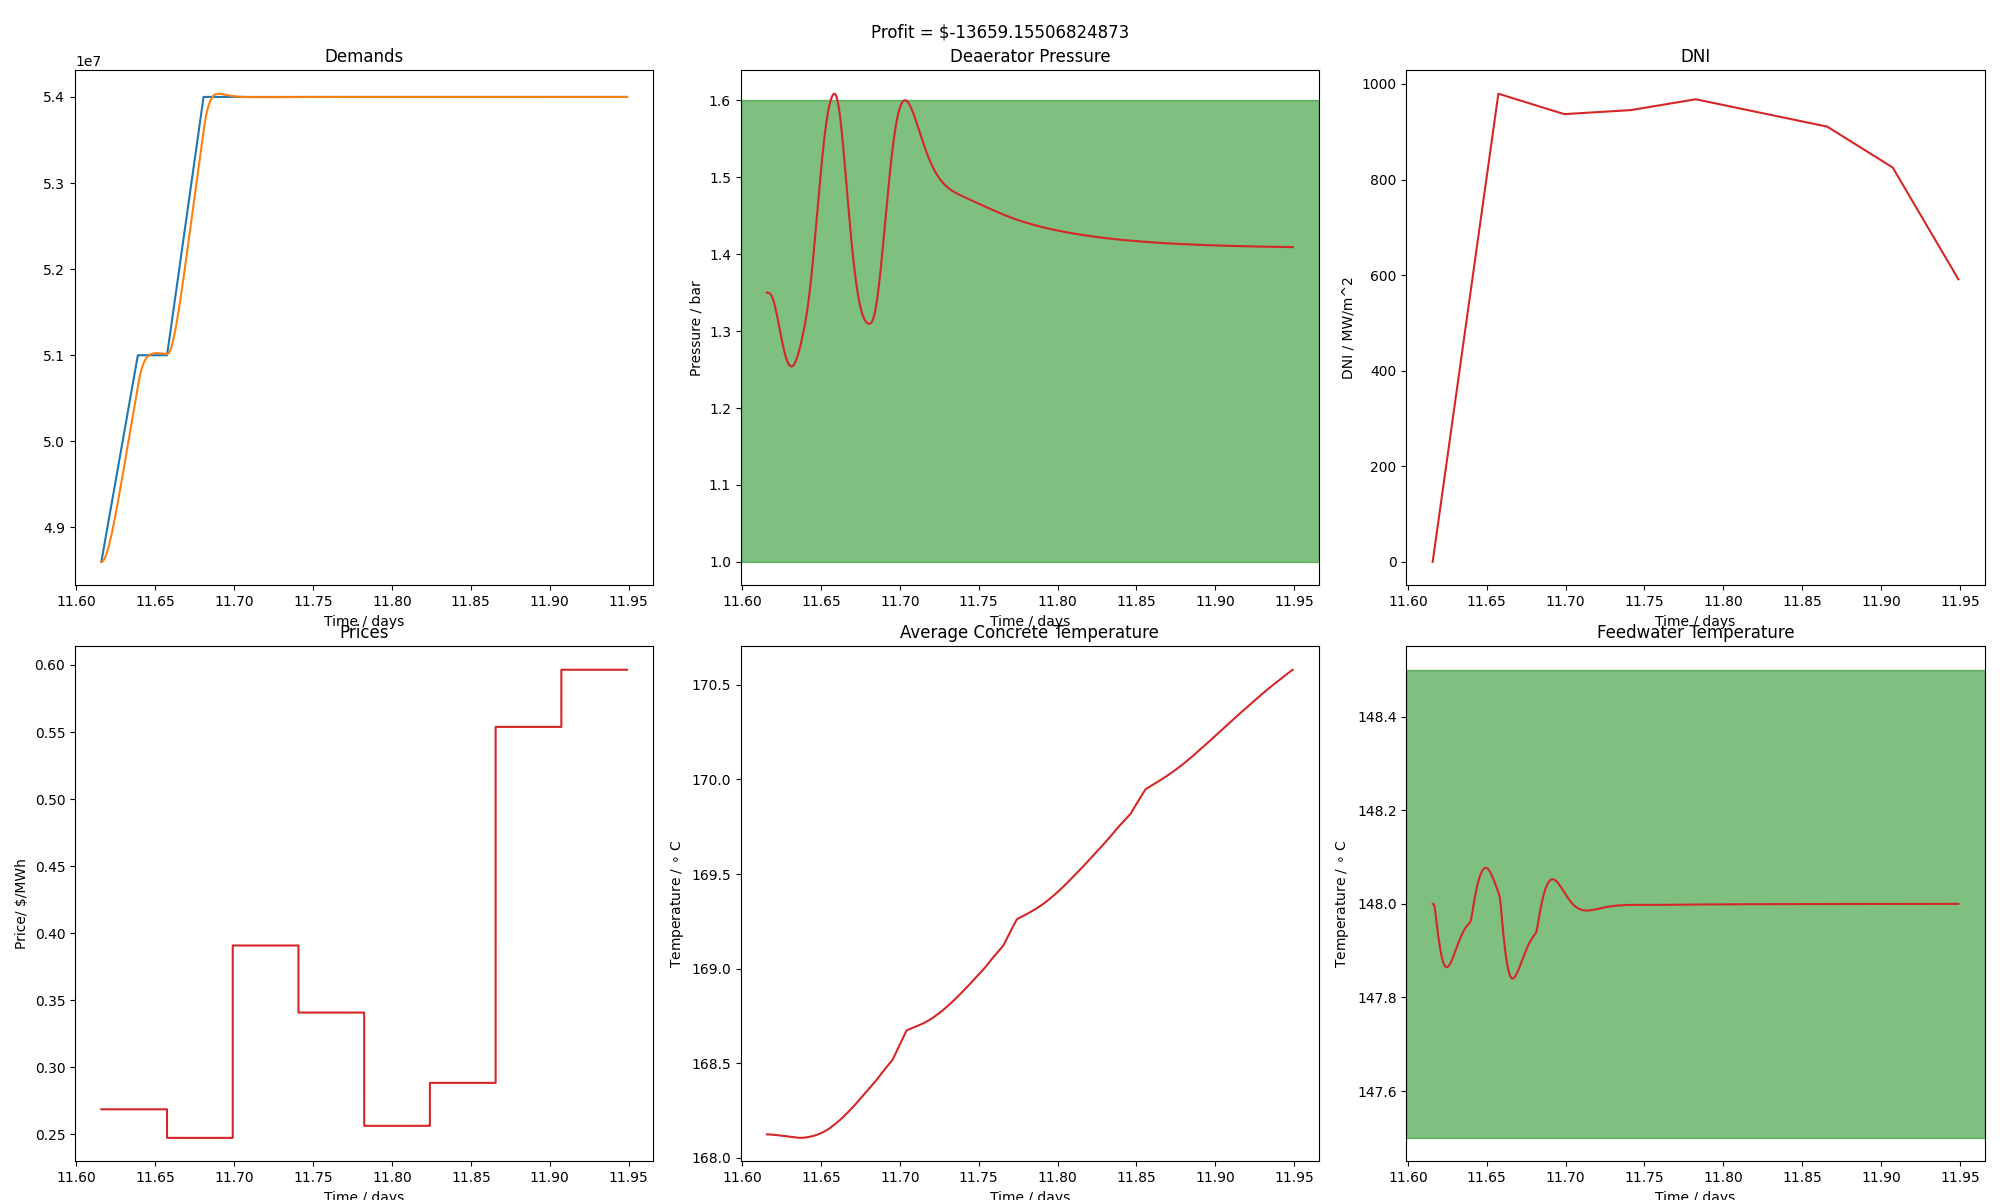 Profit = $-13659.15506824873
Demands
1e7
5.4
5.3
5.2
5.1
5.0
4.9
11.60 11.65 11.70 11.75 11.80 11.85 11.90 11.95
Time / days
Deaerator Pressure
Pressure / bar
1.6
1.5
1.4
1.3
1.2
1.1
1.0
11.60 11.65 11.70 11.75 11.80 11.85 11.90 11.95
Time / days
DNI
DNI / MW/m^2
1000
800
600
400
200
0
11.60 11.65 11.70 11.75 11.80 11.85 11.90 11.95
Time / days
Prices
Price/ $/MWh
0.60
0.55
0.50
0.45
0.40
0.35
0.30
0.25
11.60 11.65 11.70 11.75 11.80 11.85 11.90 11.95
Time / days
Average Concrete Temperature
Temperature / ∘ C
170.5
170.0
169.5
169.0
168.5
168.0
11.60 11.65 11.70 11.75 11.80 11.85 11.90 11.95
Time / days
Feedwater Temperature
Temperature / ∘ C
148.4
148.2
148.0
147.8
147.6
11.60 11.65 11.70 11.75 11.80 11.85 11.90 11.95
Time / days